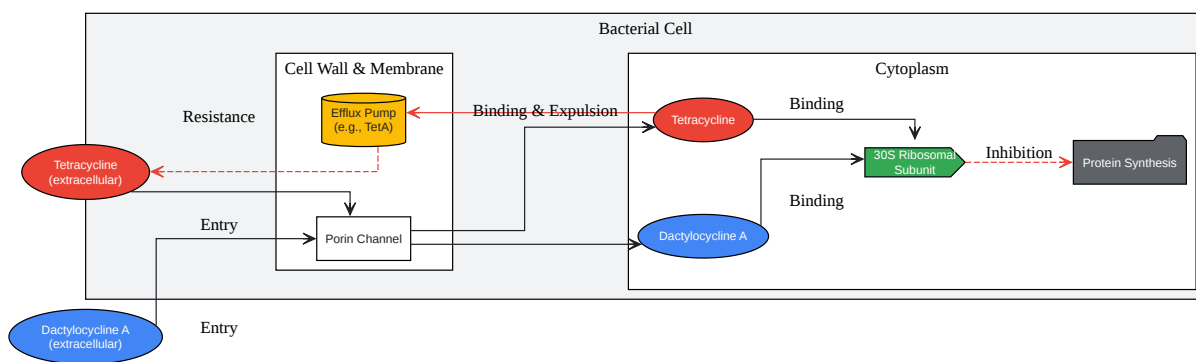 Bacterial Cell
Cell Wall & Membrane
Cytoplasm
Efflux Pump
(e.g., TetA)
Binding & Expulsion
Tetracycline
Binding
Resistance
Tetracycline
(extracellular)
30S Ribosomal
Subunit
Inhibition
Protein Synthesis
Entry
Porin Channel
Binding
Dactylocycline A
Dactylocycline A
(extracellular)
Entry